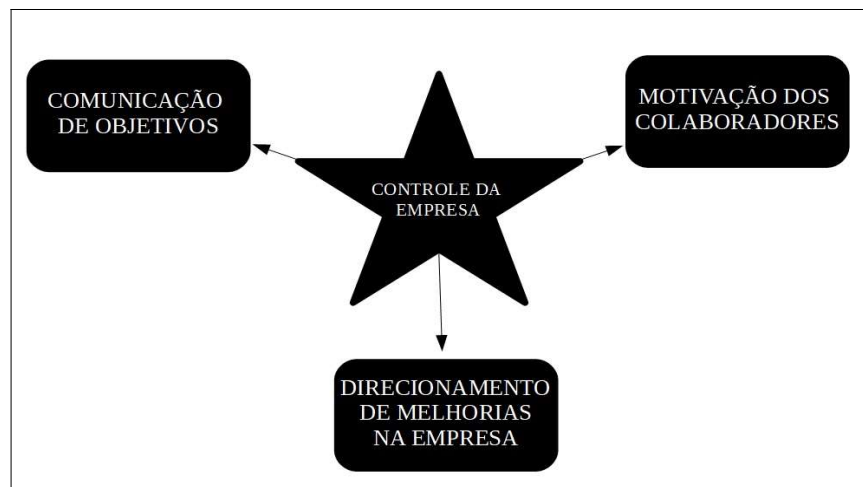 COMUNICAÇÃO
DE OBJETIVOS
MOTIVAÇÃO DOS
COLABORADORES
CONTROLE DA
EMPRESA
DIRECIONAMENTO
DE MELHORIAS
NA EMPRESA